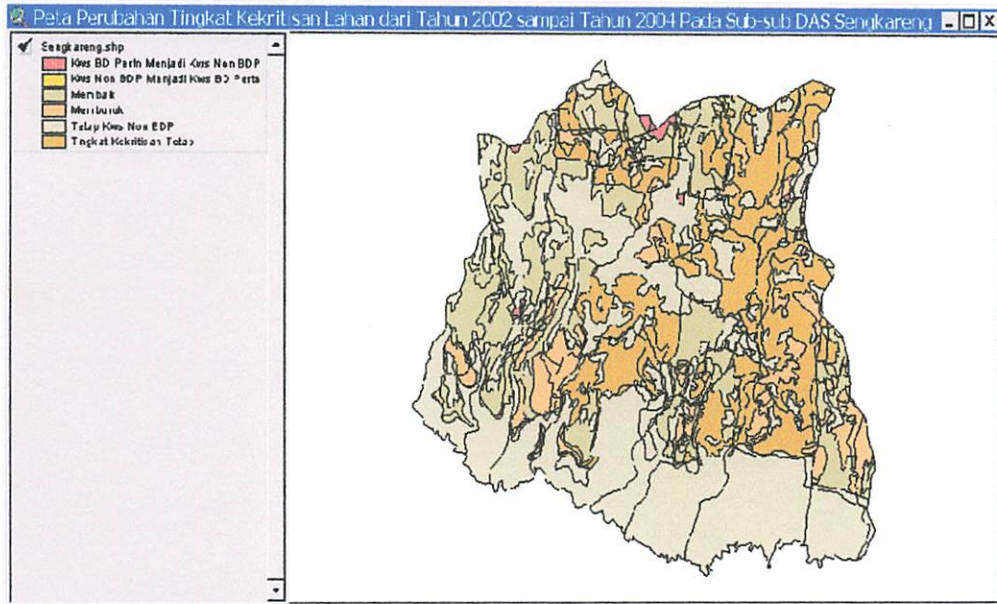 Peta Perubahan Tingkat Kekritisan Lahan dari Tahun 2002 sampai Tahun 2004 Pada Sub-sub DAS Sengkareng
Sengkareng.shp
Kws BD Pertn Menjadi Kws Non BDP
Kws Non BDP Menjadi Kws BD Perta
Membaik
Memburuk
Tetap Kws Non BDP
Tingkat Kekritisan Tetap